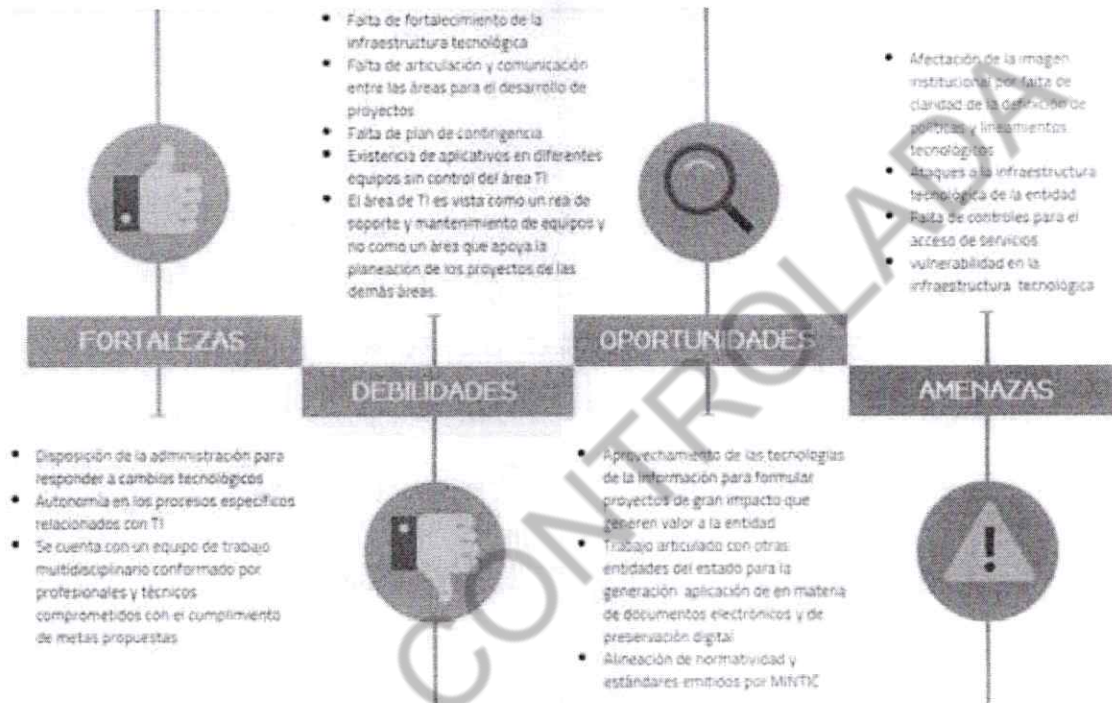 • Falta de fortalecimiento de la
infraestructura tecnológica
• Falta de articulación y comunicación
entre las áreas para el desarrollo de
proyectos
• Falta de plan de contingencia
• Existencia de aplicativos en diferentes
equipos sin control del área TI
• El área de TI es vista como un rea de
soporte y mantenimiento de equipos y
no como un área que apoya la
planeación de los proyectos de las
demás áreas.
• Afectación de la imagen
institucional por falta de
claridad de la definición de
políticas y lineamientos
tecnológicos
• Ataques a la infraestructura
tecnológica de la entidad
• Falta de controles para el
acceso de servicios
• vulnerabilidad en la
infraestructura tecnológica
FORTALEZAS
DEBILIDADES
OPORTUNIDADES
AMENAZAS
• Disposición de la administración para
responder a cambios tecnológicos
• Autonomía en los procesos específicos
relacionados con TI
• Se cuenta con un equipo de trabajo
multidisciplinario conformado por
profesionales y técnicos
comprometidos con el cumplimiento
de metas propuestas
• Aprovechamiento de las tecnologías
de la información para formular
proyectos de gran impacto que
generen valor a la entidad
• Trabajo articulado con otras
entidades del estado para la
generación aplicación de en materia
de documentos electrónicos y de
preservación digital
• Alineación de normatividad y
estándares emitidos por MINTIC
CONTROLADA